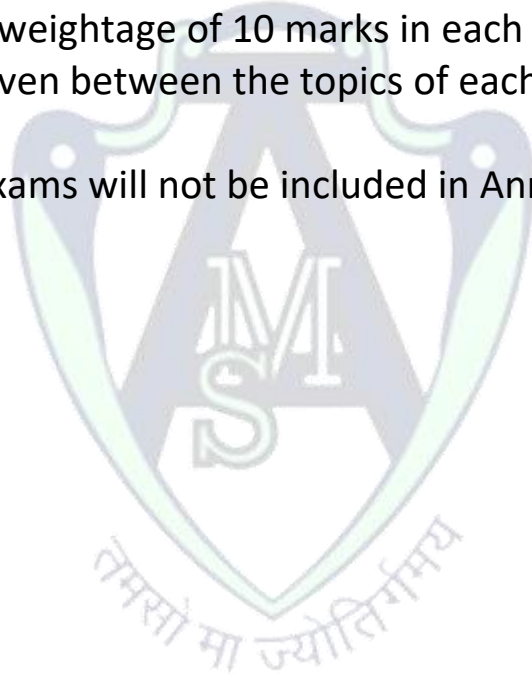 weightage of 10 marks in each
ven between the topics of each
xams will not be included in Ann
A
M
S
तमसो मा ज्योतिर्गमय